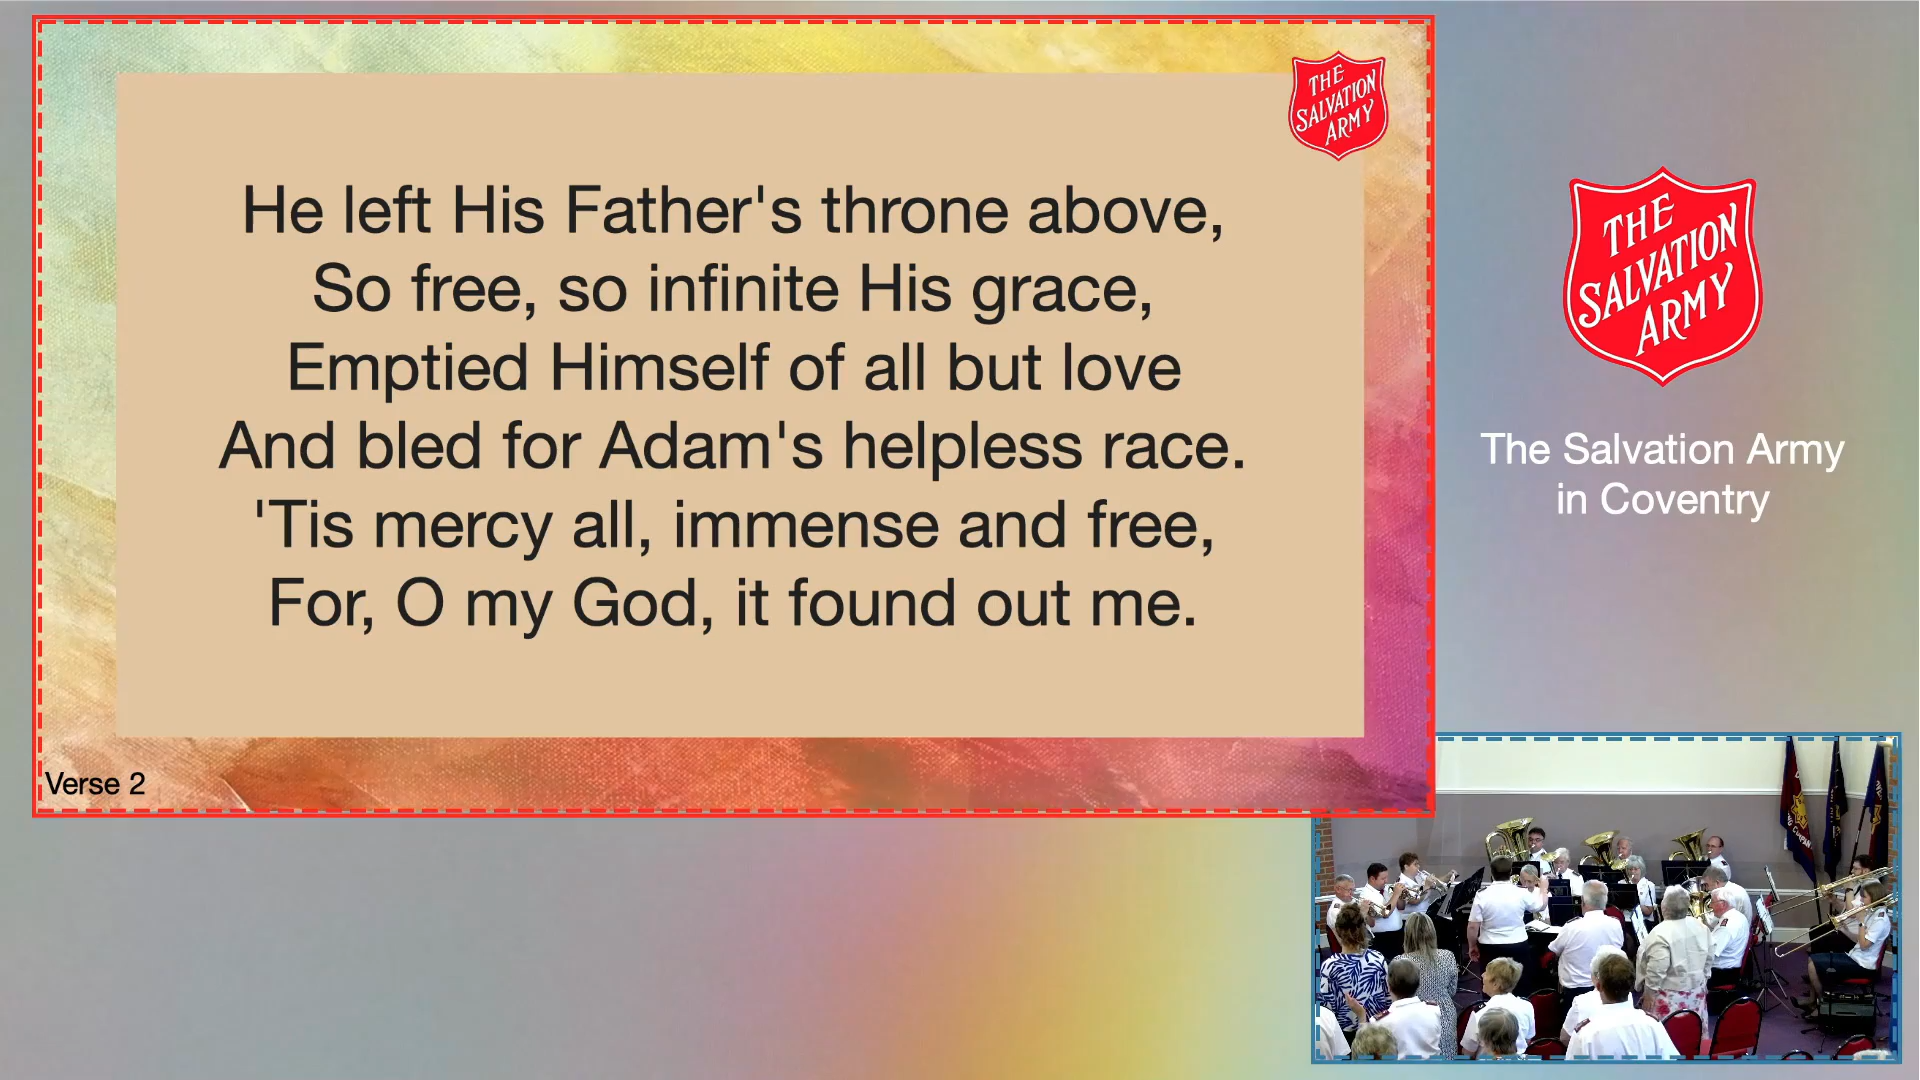 He left His Father's throne above,
So free, so infinite His grace,
Emptied Himself of all but love
And bled for Adam's helpless race.
'Tis mercy all, immense and free,
For, O my God, it found out me.
Verse 2
THE
SALVATION
ARMY
THE
SALVATION
ARMY
The Salvation Army
in Coventry